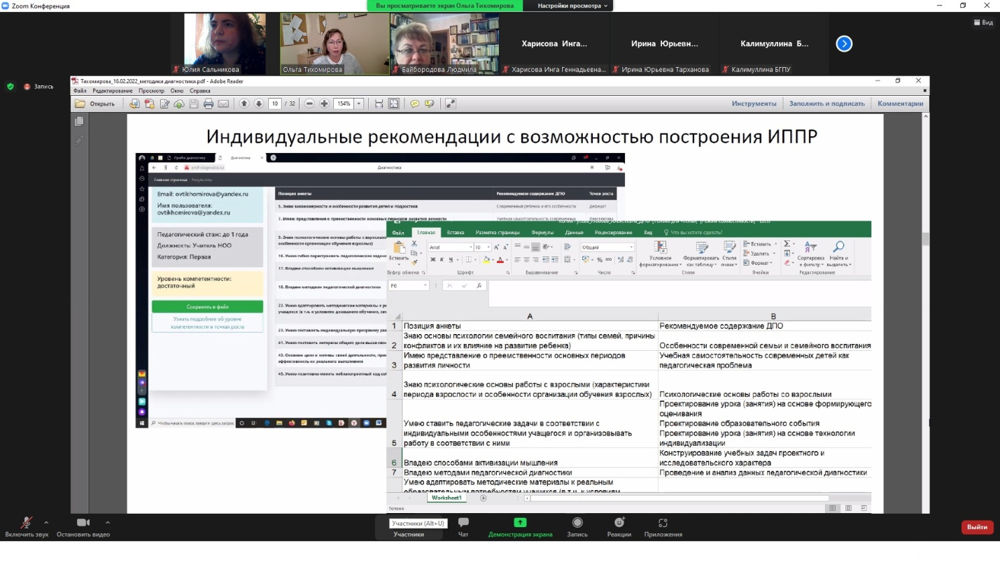 Zoom Конференция
Вы просматриваете экран Ольга Тихомирова
Настройки просмотра
Вид
Харисова Инга...
Ирина Юрьевн...
Калимуллина Б...
Юлия Сальникова
Ольга Тихомирова
Байбородова Людмила
Харисова Инга Геннадьевна...
Ирина Юрьевна Тарханова
Калимуллина БГПУ
Запись
Тихомирова_16.02.2022_методики диагностики.pdf - Adobe Reader
Файл Редактирование Просмотр Окно Справка
Открыть
10 / 32
154%
Инструменты
Заполнить и подписать
Комментарии
Индивидуальные рекомендации с возможностью построения ИППР
Пройти диагностику
Диагностика
Диагностика
Главная страница Результаты
Email: ovtikhomirova@yandex.ru
Имя пользователя:
ovtikhomirova@yandex.ru
Педагогический стаж: до 1 года
Должность: Учитель НОО
Категория: Первая
Уровень компетентности:
достаточный
Сохранить в файл
Узнать подробнее об уровне
компетентности и точках роста
Позиция анкеты
Рекомендуемое содержание ДПО
Точки роста
5. Знаю закономерности и особенности развития детей и подростков
Современный ребенок и его особенности
Дефицит
7. Имею представление о преемственности основных периодов развития личности
Учебная самостоятельность современных
9. Знаю психологические основы работы с взрослыми
особенности организации обучения взрослых)
16. Умею гибко перестраивать педагогические
17. Владею способами активизации мышления
18. Владею методами педагогической диагностики
22. Умею адаптировать методические материалы к
учащихся (в т.ч. к условиям домашнего обучения,
23. Умею составлять индивидуальную программу
41. Умею поставить интересы общего дела выше
43. Осознаю цели и мотивы своей деятельности,
эффективность их реального выполнения
45. Умею позитивно менять неблагоприятный ход
Чтобы начать поиск, введите здесь запрос
Файл Главная Вставка Разметка страницы Формулы Данные Рецензирование Вид Что вы хотите сделать?
Вставить
Arial
10
Ж К Ч
Общий
Условное
форматирование
Форматировать
как таблицу
Стили
ячеек
Вставить
Удалить
Формат
Сортировка
и фильтр
Найти и
выделить
Буфер обмена
Шрифт
Выравнивание
Число
Стили
Ячейки
Редактирование
F6
fx
A
B
1 Позиция анкеты
Рекомендуемое содержание ДПО
Знаю основы психологии семейного воспитания (типы семей, причины
2 конфликтов и их влияние на развитие ребенка)
Особенности современной семьи и семейного воспитания
Имею представление о преемственности основных периодов
3 развития личности
Учебная самостоятельность современных детей как
педагогическая проблема
Знаю психологические основы работы с взрослыми (характеристики
4 периода взрослости и особенности организации обучения взрослых)
Психологические основы работы со взрослыми
Умею ставить педагогические задачи в соответствии с
индивидуальными особенностями учащегося и организовывать
5 работу в соответствии с ними
Проектирование урока (занятия) на основе формирующего
оценивания
Проектирование образовательного события
Проектирование урока (занятия) на основе технологии
индивидуализации
6 Владею способами активизации мышления
Конструирование учебных задач проектного и
исследовательского характера
7 Владею методами педагогической диагностики
Проведение и анализ данных педагогической диагностики
Умею адаптировать методические материалы к реальным
образовательным потребностям учащихся (в т.ч. к условиям
Worksheet1
Готово
Участники (Alt+U)
Включить звук
Остановить видео
Участники
Чат
Демонстрация экрана
Запись
Реакции
Приложения
Выйти